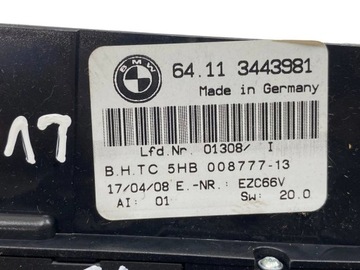 BMW
64.11 3443981
Made in Germany
Lfd.Nr. 01308/ I
B.H.TC 5HB 008777-13
17/04/08 E.-NR.: EZC66V
AI: 01 SW: 20.0
17